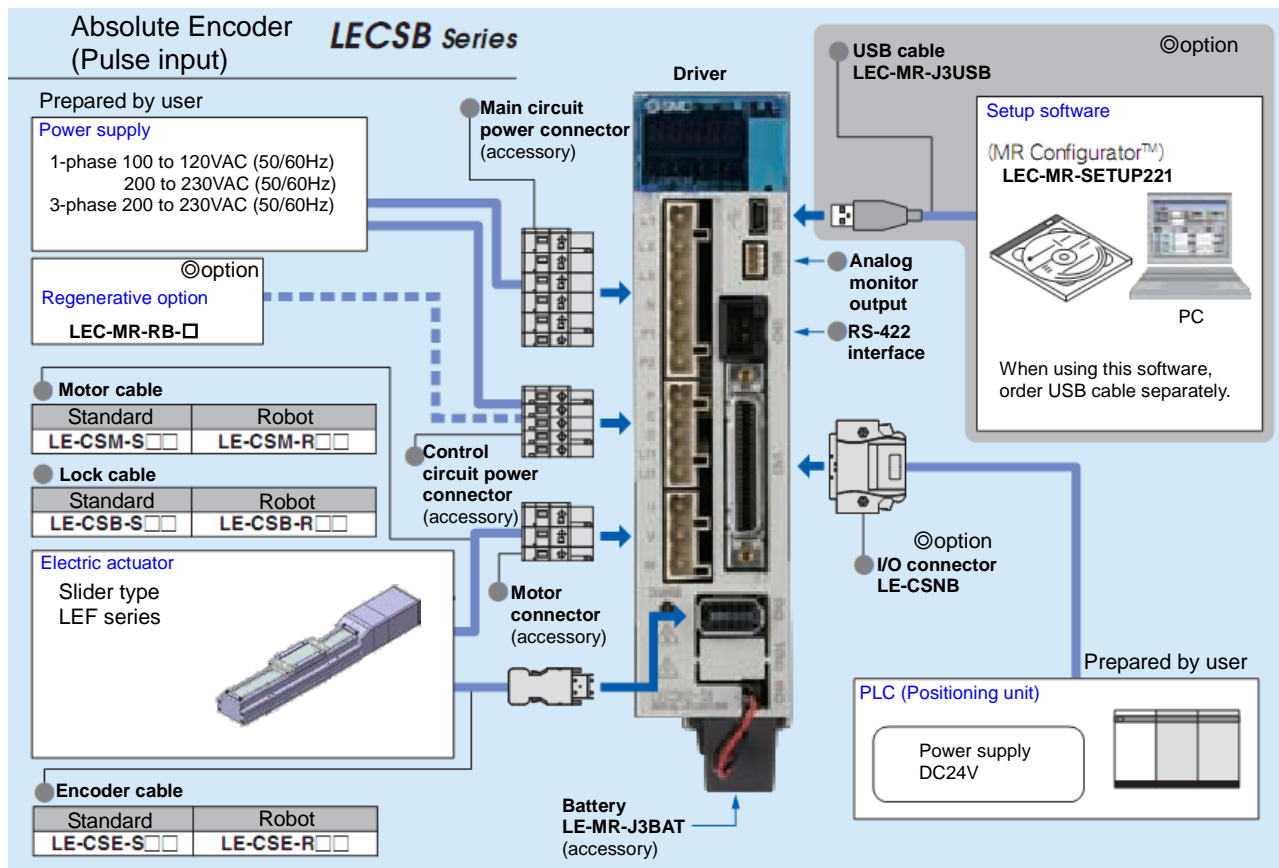 Absolute Encoder
(Pulse input)
LECSB Series
Prepared by user
Power supply
1-phase 100 to 120VAC (50/60Hz)
200 to 230VAC (50/60Hz)
3-phase 200 to 230VAC (50/60Hz)
◎option
Regenerative option
LEC-MR-RB-□
Motor cable
Standard Robot
LE-CSM-S□□ LE-CSM-R□□
Lock cable
Standard Robot
LE-CSB-S□□ LE-CSB-R□□
Electric actuator
Slider type
LEF series
Encoder cable
Standard Robot
LE-CSE-S□□ LE-CSE-R□□
Main circuit
power connector
(accessory)
Control
circuit power
connector
(accessory)
Motor
connector
(accessory)
Driver
SMC
CHARGE
Battery
LE-MR-J3BAT
(accessory)
USB cable
LEC-MR-J3USB
◎option
Setup software
(MR Configurator™)
LEC-MR-SETUP221
PC
When using this software,
order USB cable separately.
Analog
monitor
output
RS-422
interface
◎option
I/O connector
LE-CSNB
Prepared by user
PLC (Positioning unit)
Power supply
DC24V